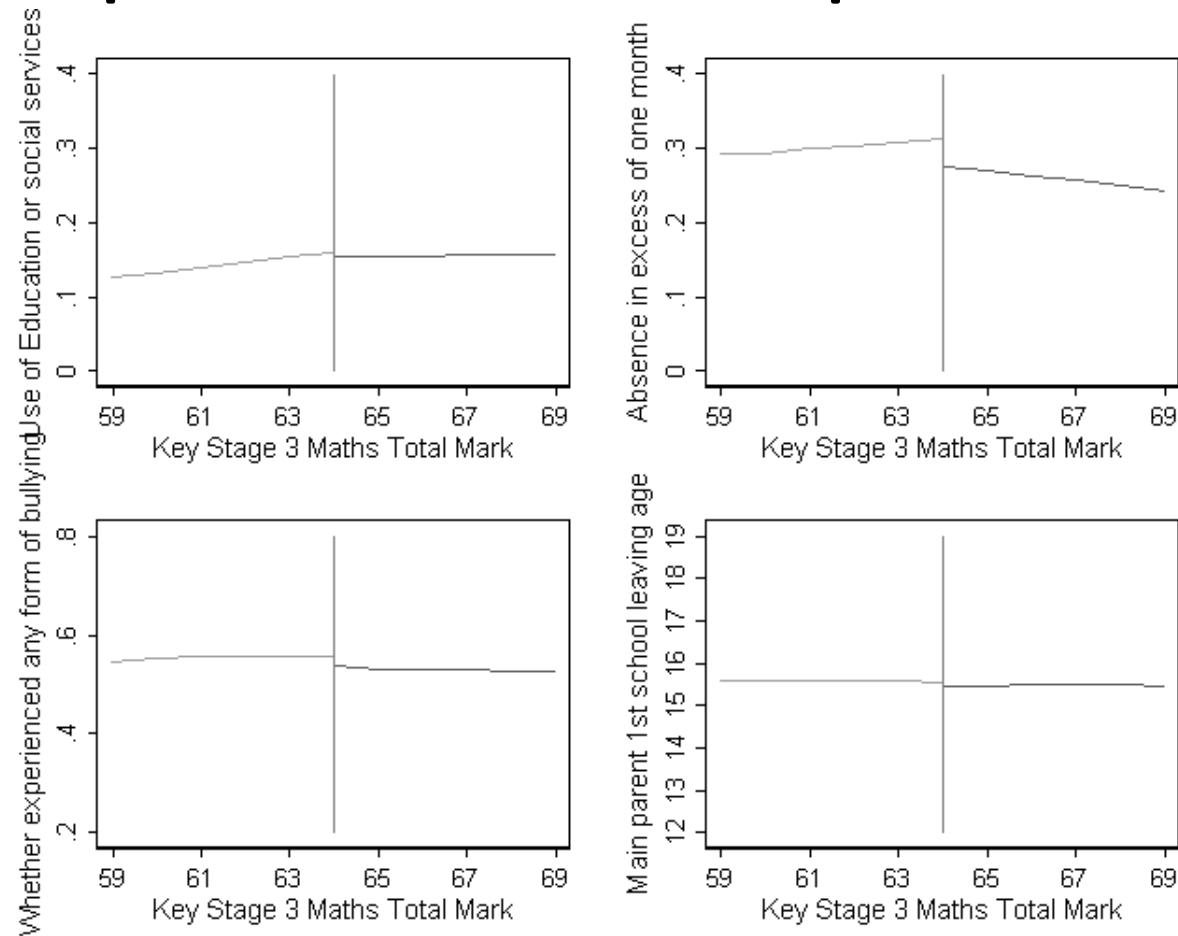 Use of Education or social services
.4
.3
.2
.1
0
59 61 63 65 67 69
Key Stage 3 Maths Total Mark
Absence in excess of one month
.4
.3
.2
.1
0
59 61 63 65 67 69
Key Stage 3 Maths Total Mark
Whether experienced any form of bullying
.8
.6
.4
.2
59 61 63 65 67 69
Key Stage 3 Maths Total Mark
Main parent 1st school leaving age
19
18
17
16
15
14
13
12
59 61 63 65 67 69
Key Stage 3 Maths Total Mark